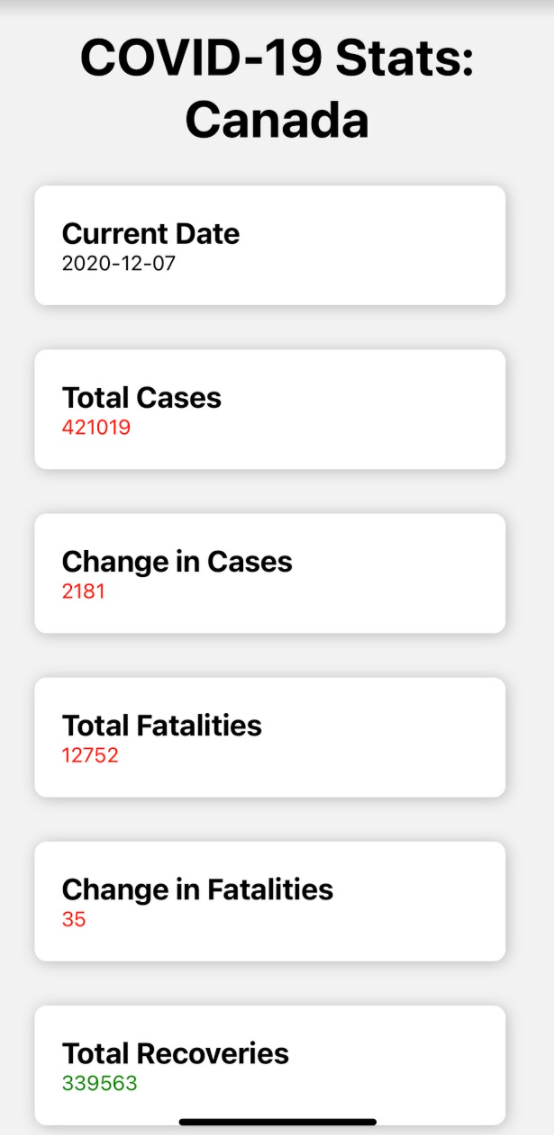 COVID-19 Stats:
Canada
Current Date
2020-12-07
Total Cases
421019
Change in Cases
2181
Total Fatalities
12752
Change in Fatalities
35
Total Recoveries
339563